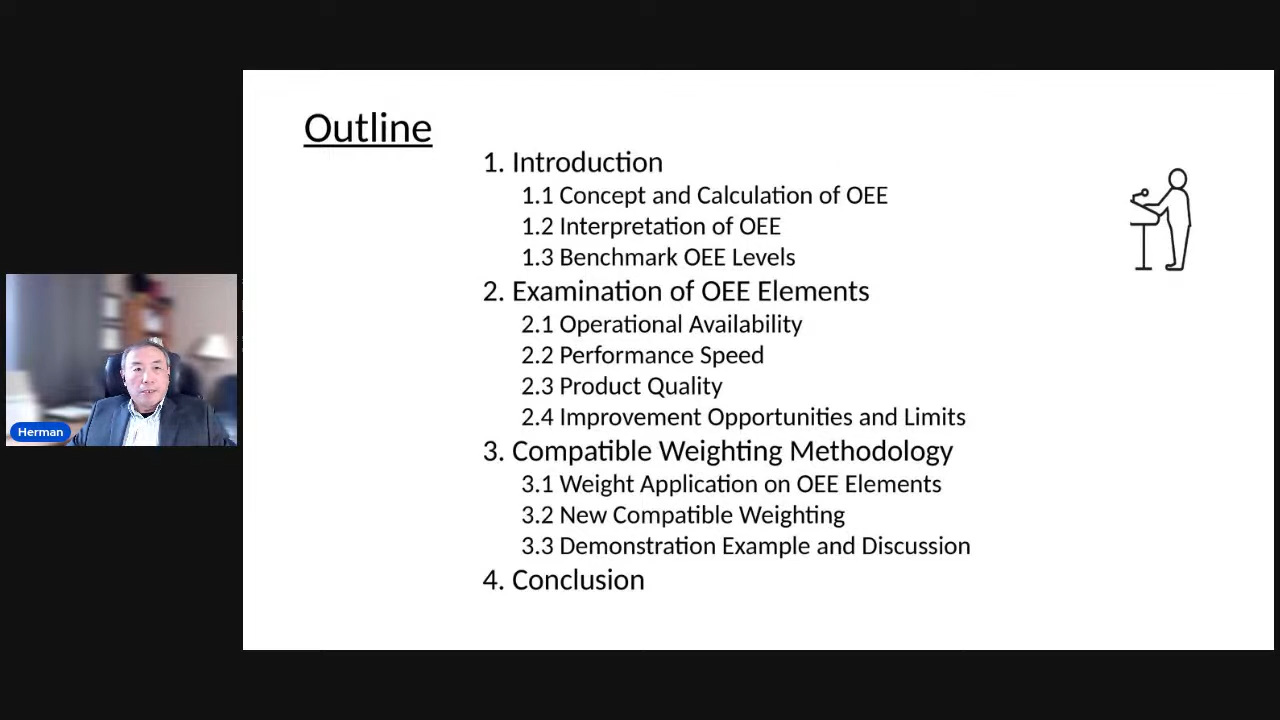 Outline
1. Introduction
1.1 Concept and Calculation of OEE
1.2 Interpretation of OEE
1.3 Benchmark OEE Levels
2. Examination of OEE Elements
2.1 Operational Availability
2.2 Performance Speed
2.3 Product Quality
2.4 Improvement Opportunities and Limits
3. Compatible Weighting Methodology
3.1 Weight Application on OEE Elements
3.2 New Compatible Weighting
3.3 Demonstration Example and Discussion
4. Conclusion
Herman